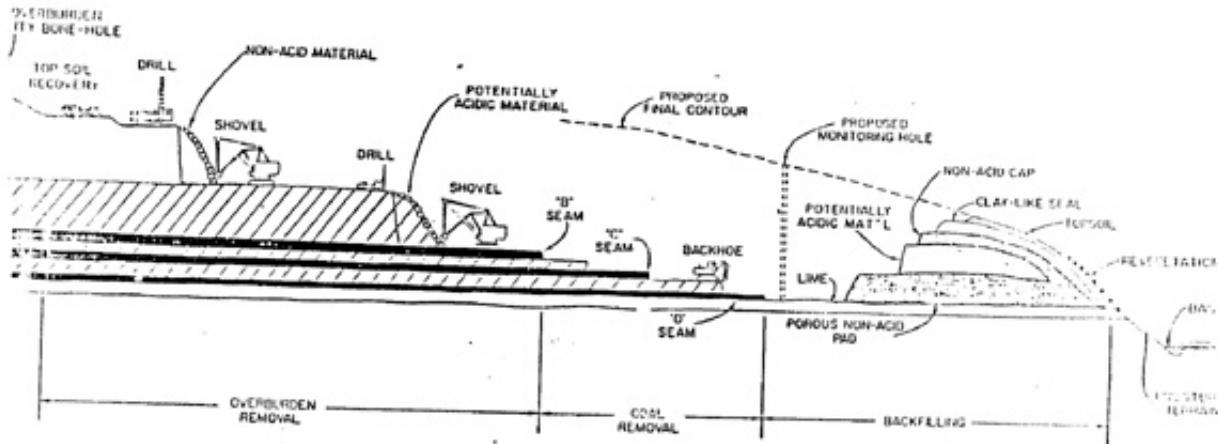 OVERBURDEN
BONE-HOLE
TOP SOIL
RECOVERY
DRILL
NON-ACID MATERIAL
SHOVEL
POTENTIALLY
ACIDIC MATERIAL
DRILL
SHOVEL
PROPOSED
FINAL CONTOUR
PROPOSED
MONITORING HOLE
NON-ACID CAP
CLAY-LIKE SEAL
TOPSOIL
POTENTIALLY
ACIDIC MAT'L
"B"
SEAM
"C"
SEAM
BACKHOE
LIME
"D"
SEAM
POROUS NON-ACID
PAD
OVERBURDEN
REMOVAL
COAL
REMOVAL
BACKFILLING